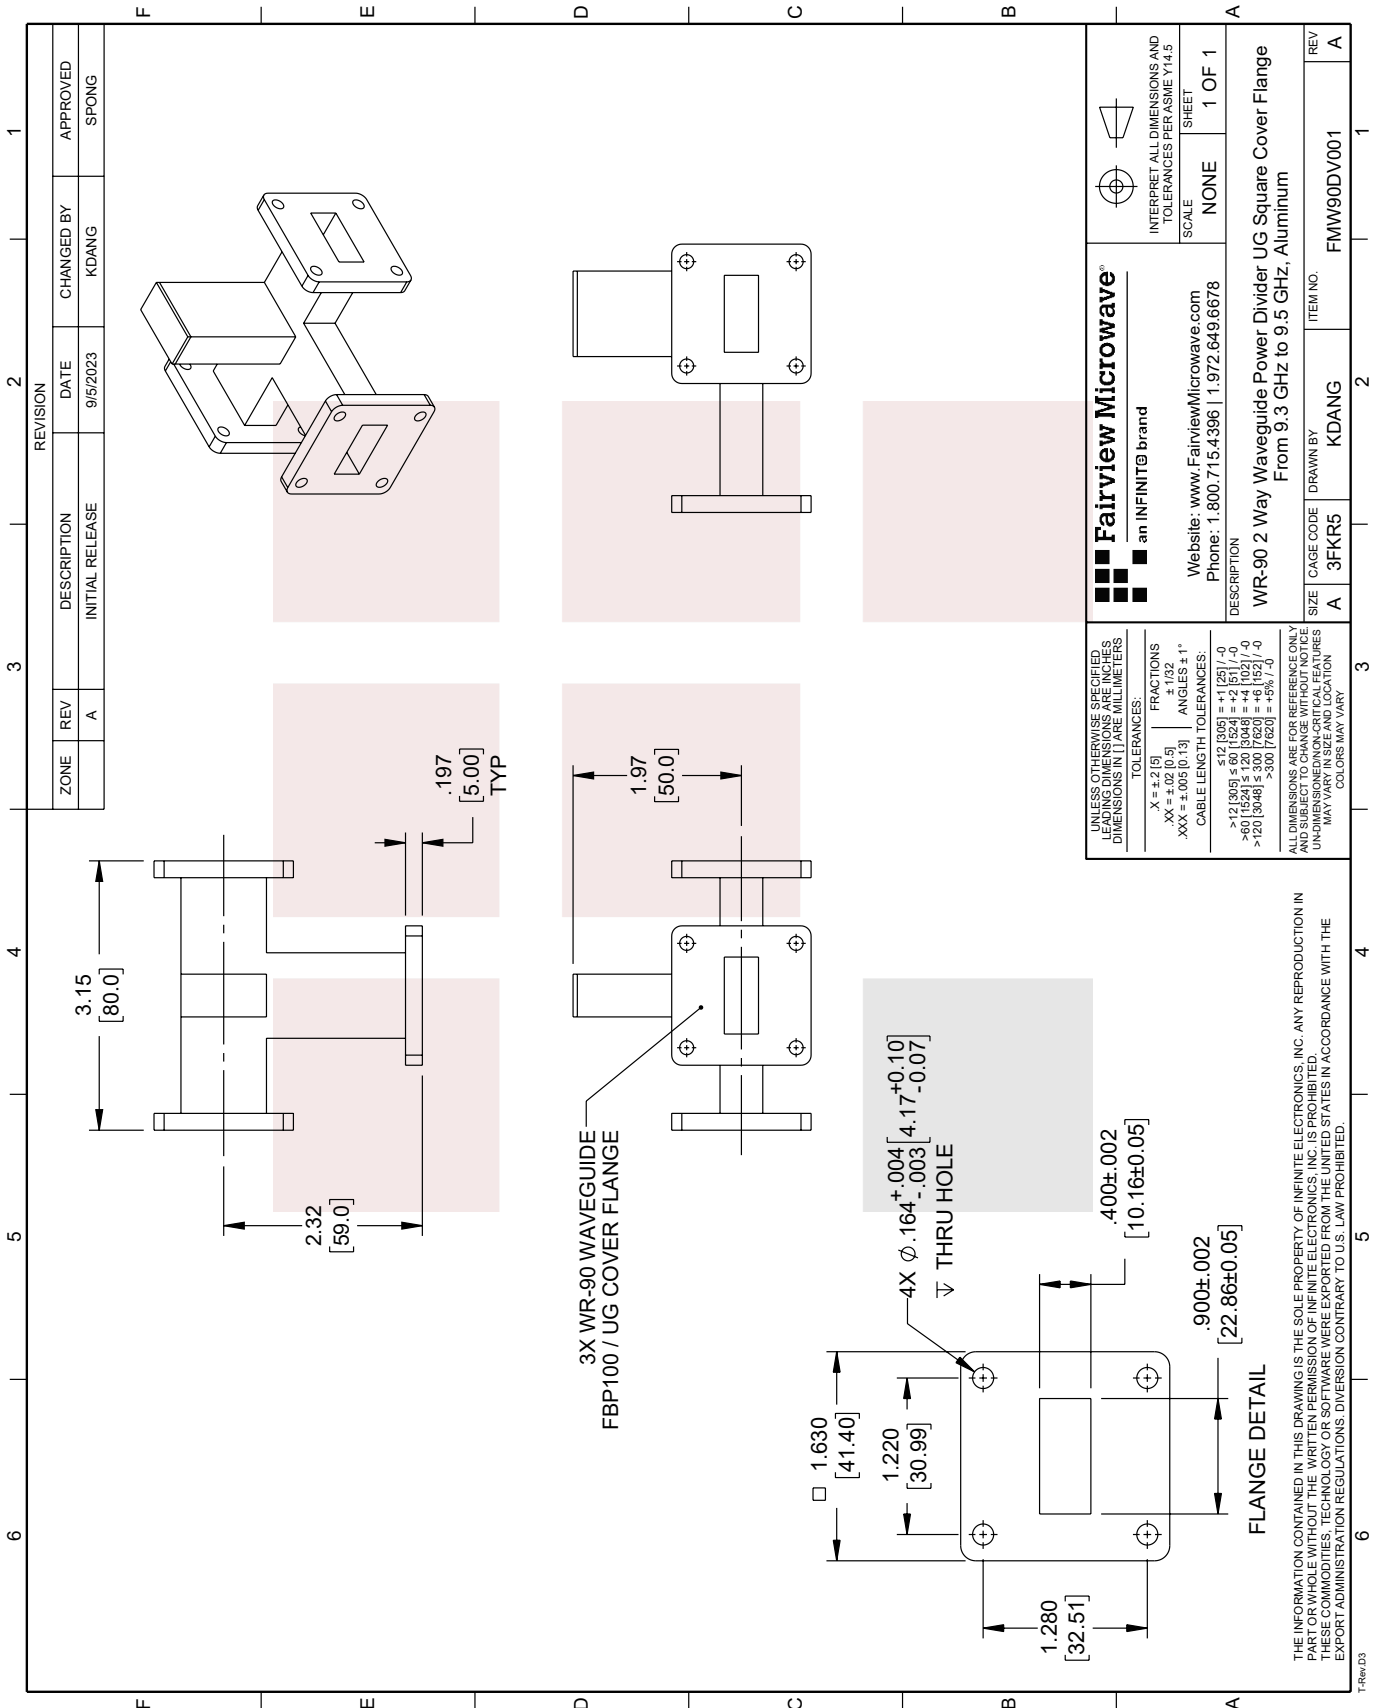 6
5
4
3
2
1
F
E
D
C
B
A
REVISION
ZONE
REV
DESCRIPTION
DATE
CHANGED BY
APPROVED
A
INITIAL RELEASE
9/5/2023
KDANG
SPONG
3.15
[80.0]
2.32
[59.0]
.197
[5.00]
TYP
3X WR-90 WAVEGUIDE
FBP100 / UG COVER FLANGE
1.97
[50.0]
□ 1.630
[41.40]
1.220
[30.99]
4X ∅ .164 +.004 -.003 [4.17 +0.10 -0.07]
↧ THRU HOLE
1.280
[32.51]
.400±.002
[10.16±0.05]
.900±.002
[22.86±0.05]
FLANGE DETAIL
THE INFORMATION CONTAINED IN THIS DRAWING IS THE SOLE PROPERTY OF INFINITE ELECTRONICS, INC. ANY REPRODUCTION IN
PART OR WHOLE WITHOUT THE WRITTEN PERMISSION OF INFINITE ELECTRONICS, INC. IS PROHIBITED.
THESE COMMODITIES, TECHNOLOGY OR SOFTWARE WERE EXPORTED FROM THE UNITED STATES IN ACCORDANCE WITH THE
EXPORT ADMINISTRATION REGULATIONS. DIVERSION CONTRARY TO U.S. LAW PROHIBITED.
UNLESS OTHERWISE SPECIFIED
LEADING DIMENSIONS ARE INCHES
DIMENSIONS IN [ ] ARE MILLIMETERS
TOLERANCES:
.X = ±.2 [5]
.XX = ±.02 [0.5]
.XXX = ±.005 [0.13]
FRACTIONS
± 1/32
ANGLES ± 1°
CABLE LENGTH TOLERANCES:
≤12 [305] = +1 [25] / -0
>12 [305] ≤ 60 [1524] = +2 [51] / -0
>60 [1524] ≤ 120 [3048] = +4 [102] / -0
>120 [3048] ≤ 300 [7620] = +6 [152] / -0
>300 [7620] = +5% / -0
ALL DIMENSIONS ARE FOR REFERENCE ONLY
AND SUBJECT TO CHANGE WITHOUT NOTICE.
UN-DIMENSIONED/NON-CRITICAL FEATURES
MAY VARY IN SIZE AND LOCATION
COLORS MAY VARY
Fairview Microwave®
an INFINIT℮ brand
Website: www.FairviewMicrowave.com
Phone: 1.800.715.4396 | 1.972.649.6678
INTERPRET ALL DIMENSIONS AND
TOLERANCES PER ASME Y14.5
SCALE
NONE
SHEET
1 OF 1
DESCRIPTION
WR-90 2 Way Waveguide Power Divider UG Square Cover Flange
From 9.3 GHz to 9.5 GHz, Aluminum
SIZE
A
CAGE CODE
3FKR5
DRAWN BY
KDANG
ITEM NO.
FMW90DV001
REV
A
F
E
D
C
B
A
6
5
4
3
2
1
T-Rev.D3